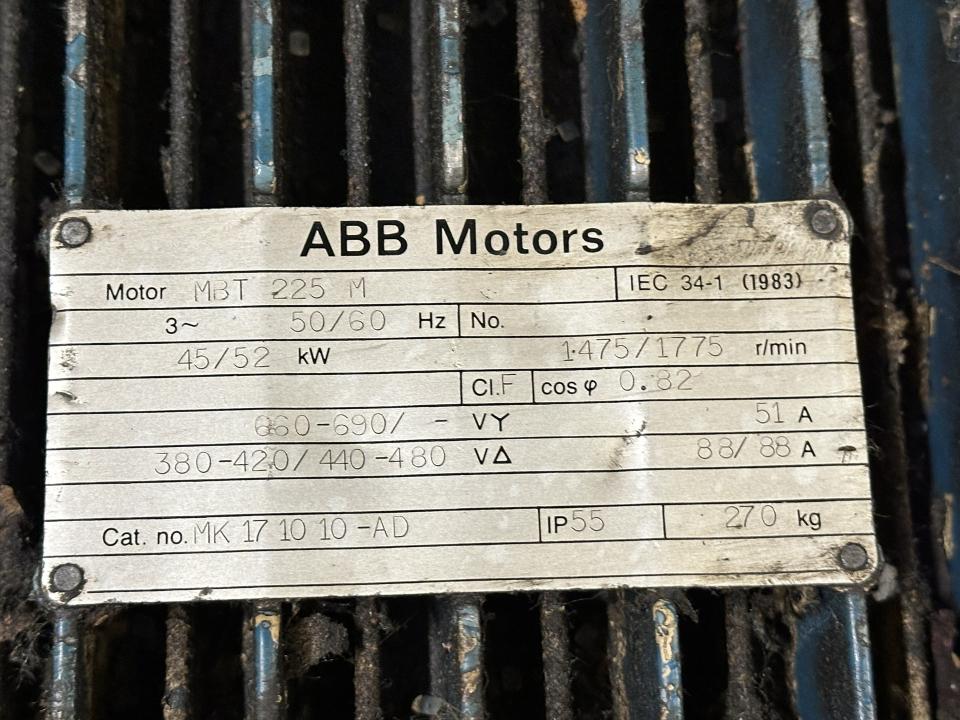 ABB Motors
Motor MBT 225 M IEC 34-1 (1983)
3~ 50/60 Hz No.
45/52 kW 1475/1775 r/min
Cl.F cos φ 0.82
660-690/ - VY 51 A
380-420/440-480 V∆ 88/88 A
Cat. no. MK 17 10 10-AD IP55 270 kg